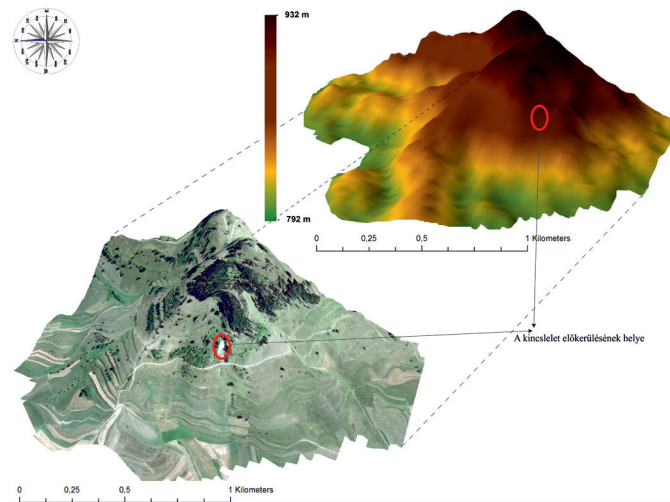 932 m
792 m
0 0,25 0,5 1 Kilometers
A kincslelet előkerülésének helye
0 0,25 0,5 1 Kilometers